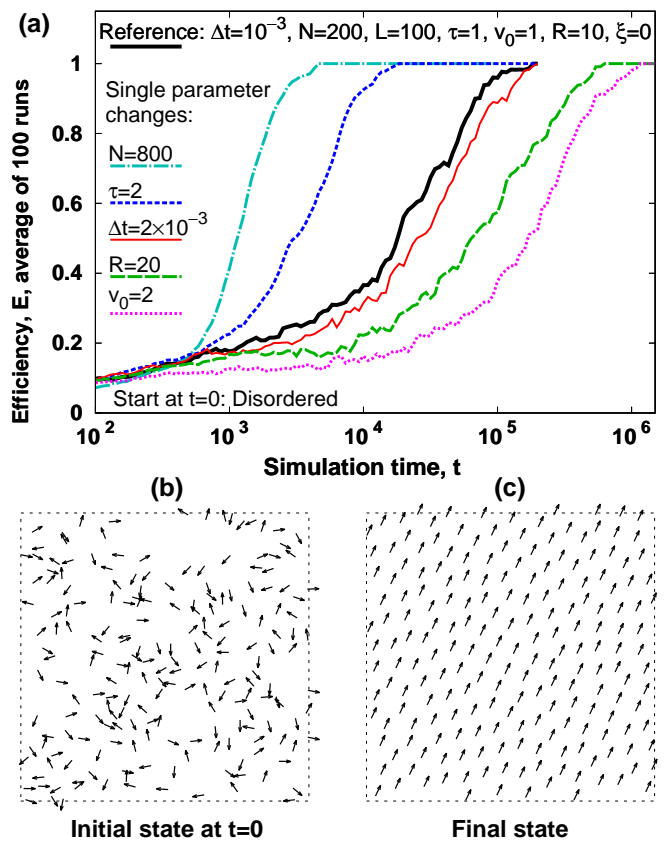 (a)
Reference: Δt=10⁻³, N=200, L=100, τ=1, v₀=1, R=10, ξ=0
1
0.8
0.6
0.4
0.2
0
Efficiency, E, average of 100 runs
Single parameter
changes:
N=800
τ=2
Δt=2×10⁻³
R=20
v₀=2
Start at t=0: Disordered
10² 10³ 10⁴ 10⁵ 10⁶
Simulation time, t
(b) (c)
Initial state at t=0 Final state